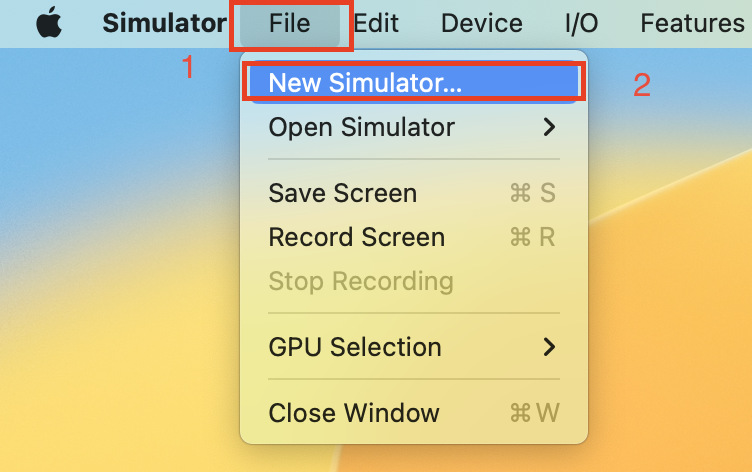 Simulator File Edit Device I/O Features
1
New Simulator... 2
Open Simulator
Save Screen ⌘ S
Record Screen ⌘ R
Stop Recording
GPU Selection
Close Window ⌘ W